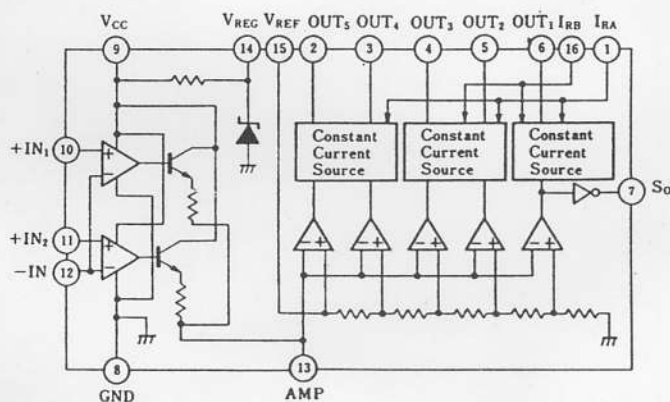 VCC VREG VREF OUT5 OUT4 OUT3 OUT2 OUT1 IRB IRA
9 14 15 2 3 4 5 6 16 1
+IN1 10
+IN2 11
-IN 12
Constant Current Source
Constant Current Source
Constant Current Source
7 So
+ -
+ -
- + - + - + - + - +
8 13
GND AMP